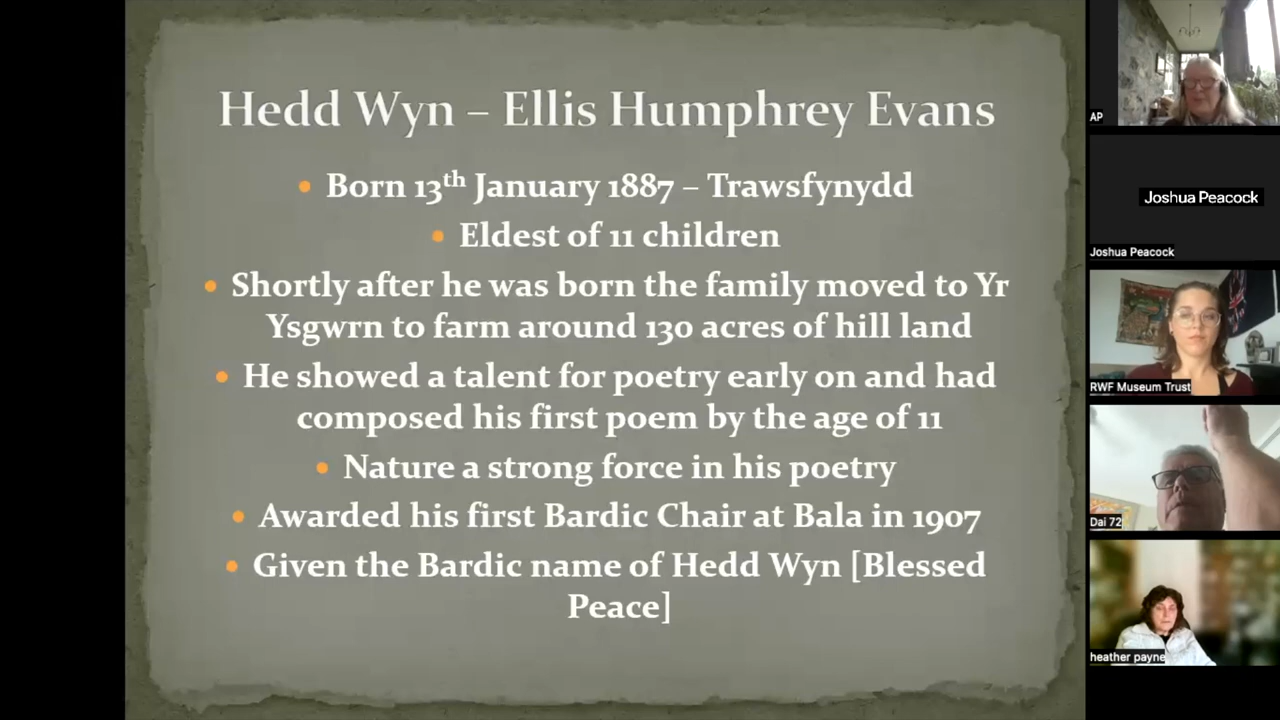 Hedd Wyn – Ellis Humphrey Evans
• Born 13th January 1887 – Trawsfynydd
• Eldest of 11 children
• Shortly after he was born the family moved to Yr
Ysgwrn to farm around 130 acres of hill land
• He showed a talent for poetry early on and had
composed his first poem by the age of 11
• Nature a strong force in his poetry
• Awarded his first Bardic Chair at Bala in 1907
• Given the Bardic name of Hedd Wyn [Blessed
Peace]
AP
Joshua Peacock
Joshua Peacock
RWF Museum Trust
Dai 72
heather payne